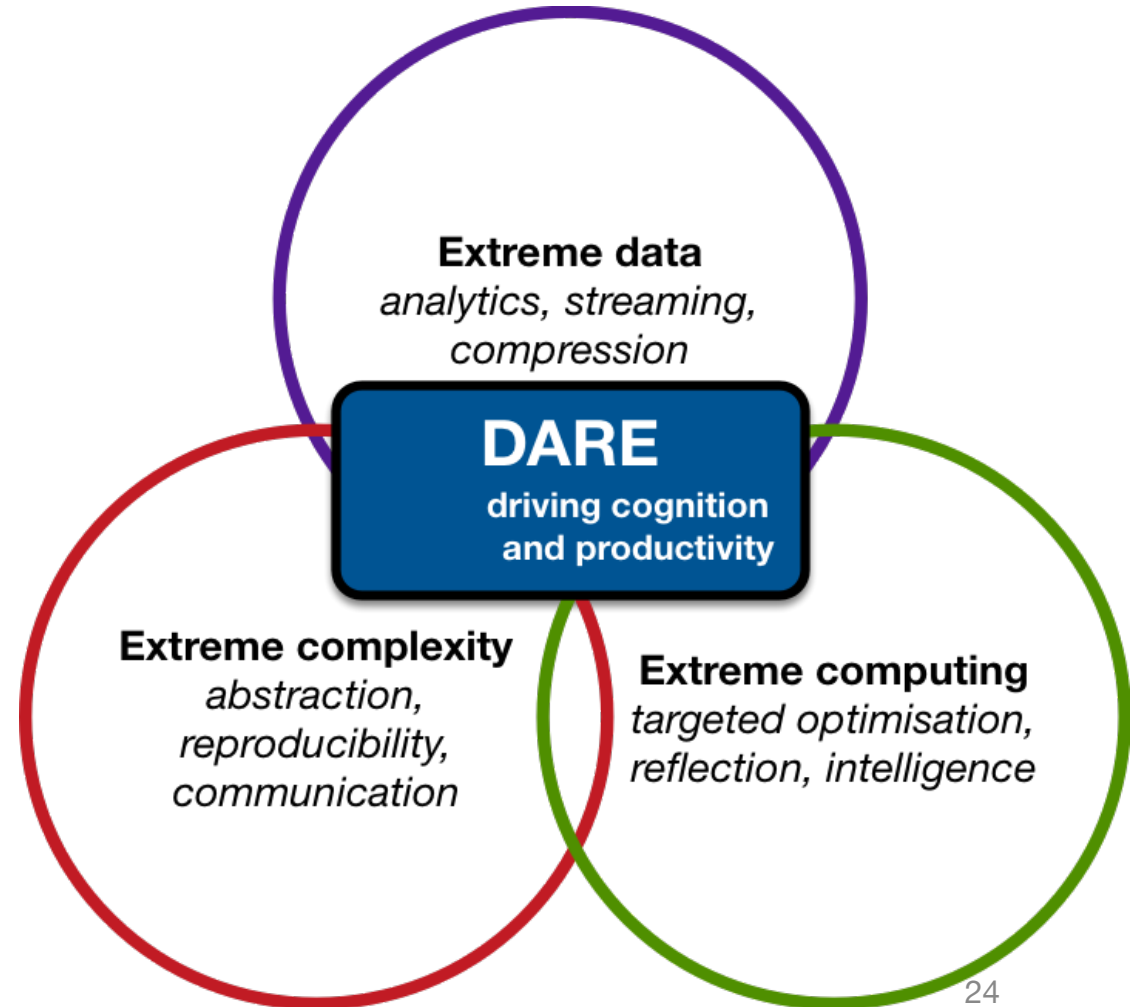 Extreme data
analytics, streaming,
compression
DARE
driving cognition
and productivity
Extreme complexity
abstraction,
reproducibility,
communication
Extreme computing
targeted optimisation,
reflection, intelligence
24